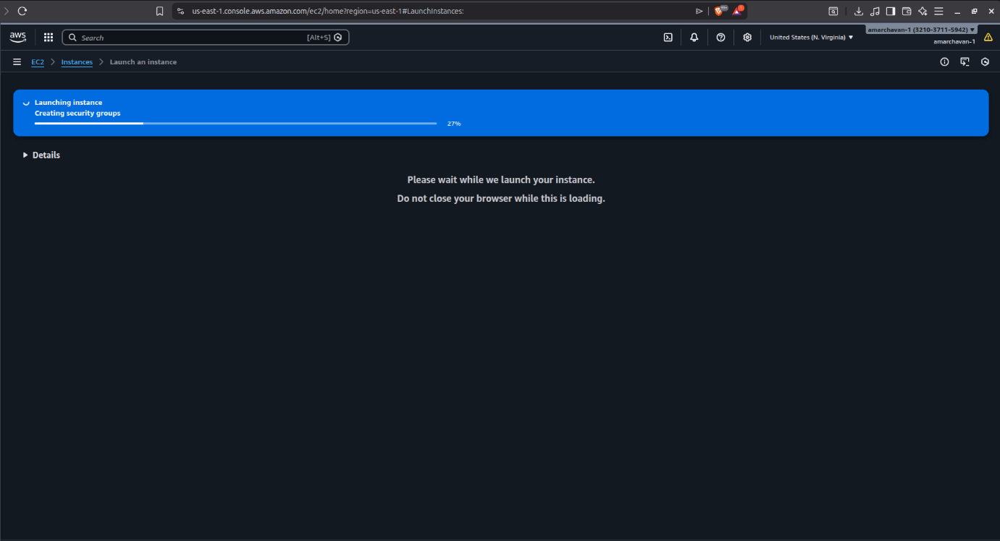 us-east-1.console.aws.amazon.com/ec2/home?region=us-east-1#LaunchInstances:
99+
1
aws
Search
[Alt+S]
United States (N. Virginia)
amarchavan-1 (3210-3711-5942)
amarchavan-1
EC2
Instances
Launch an instance
Launching instance
Creating security groups
27%
Details
Please wait while we launch your instance.
Do not close your browser while this is loading.